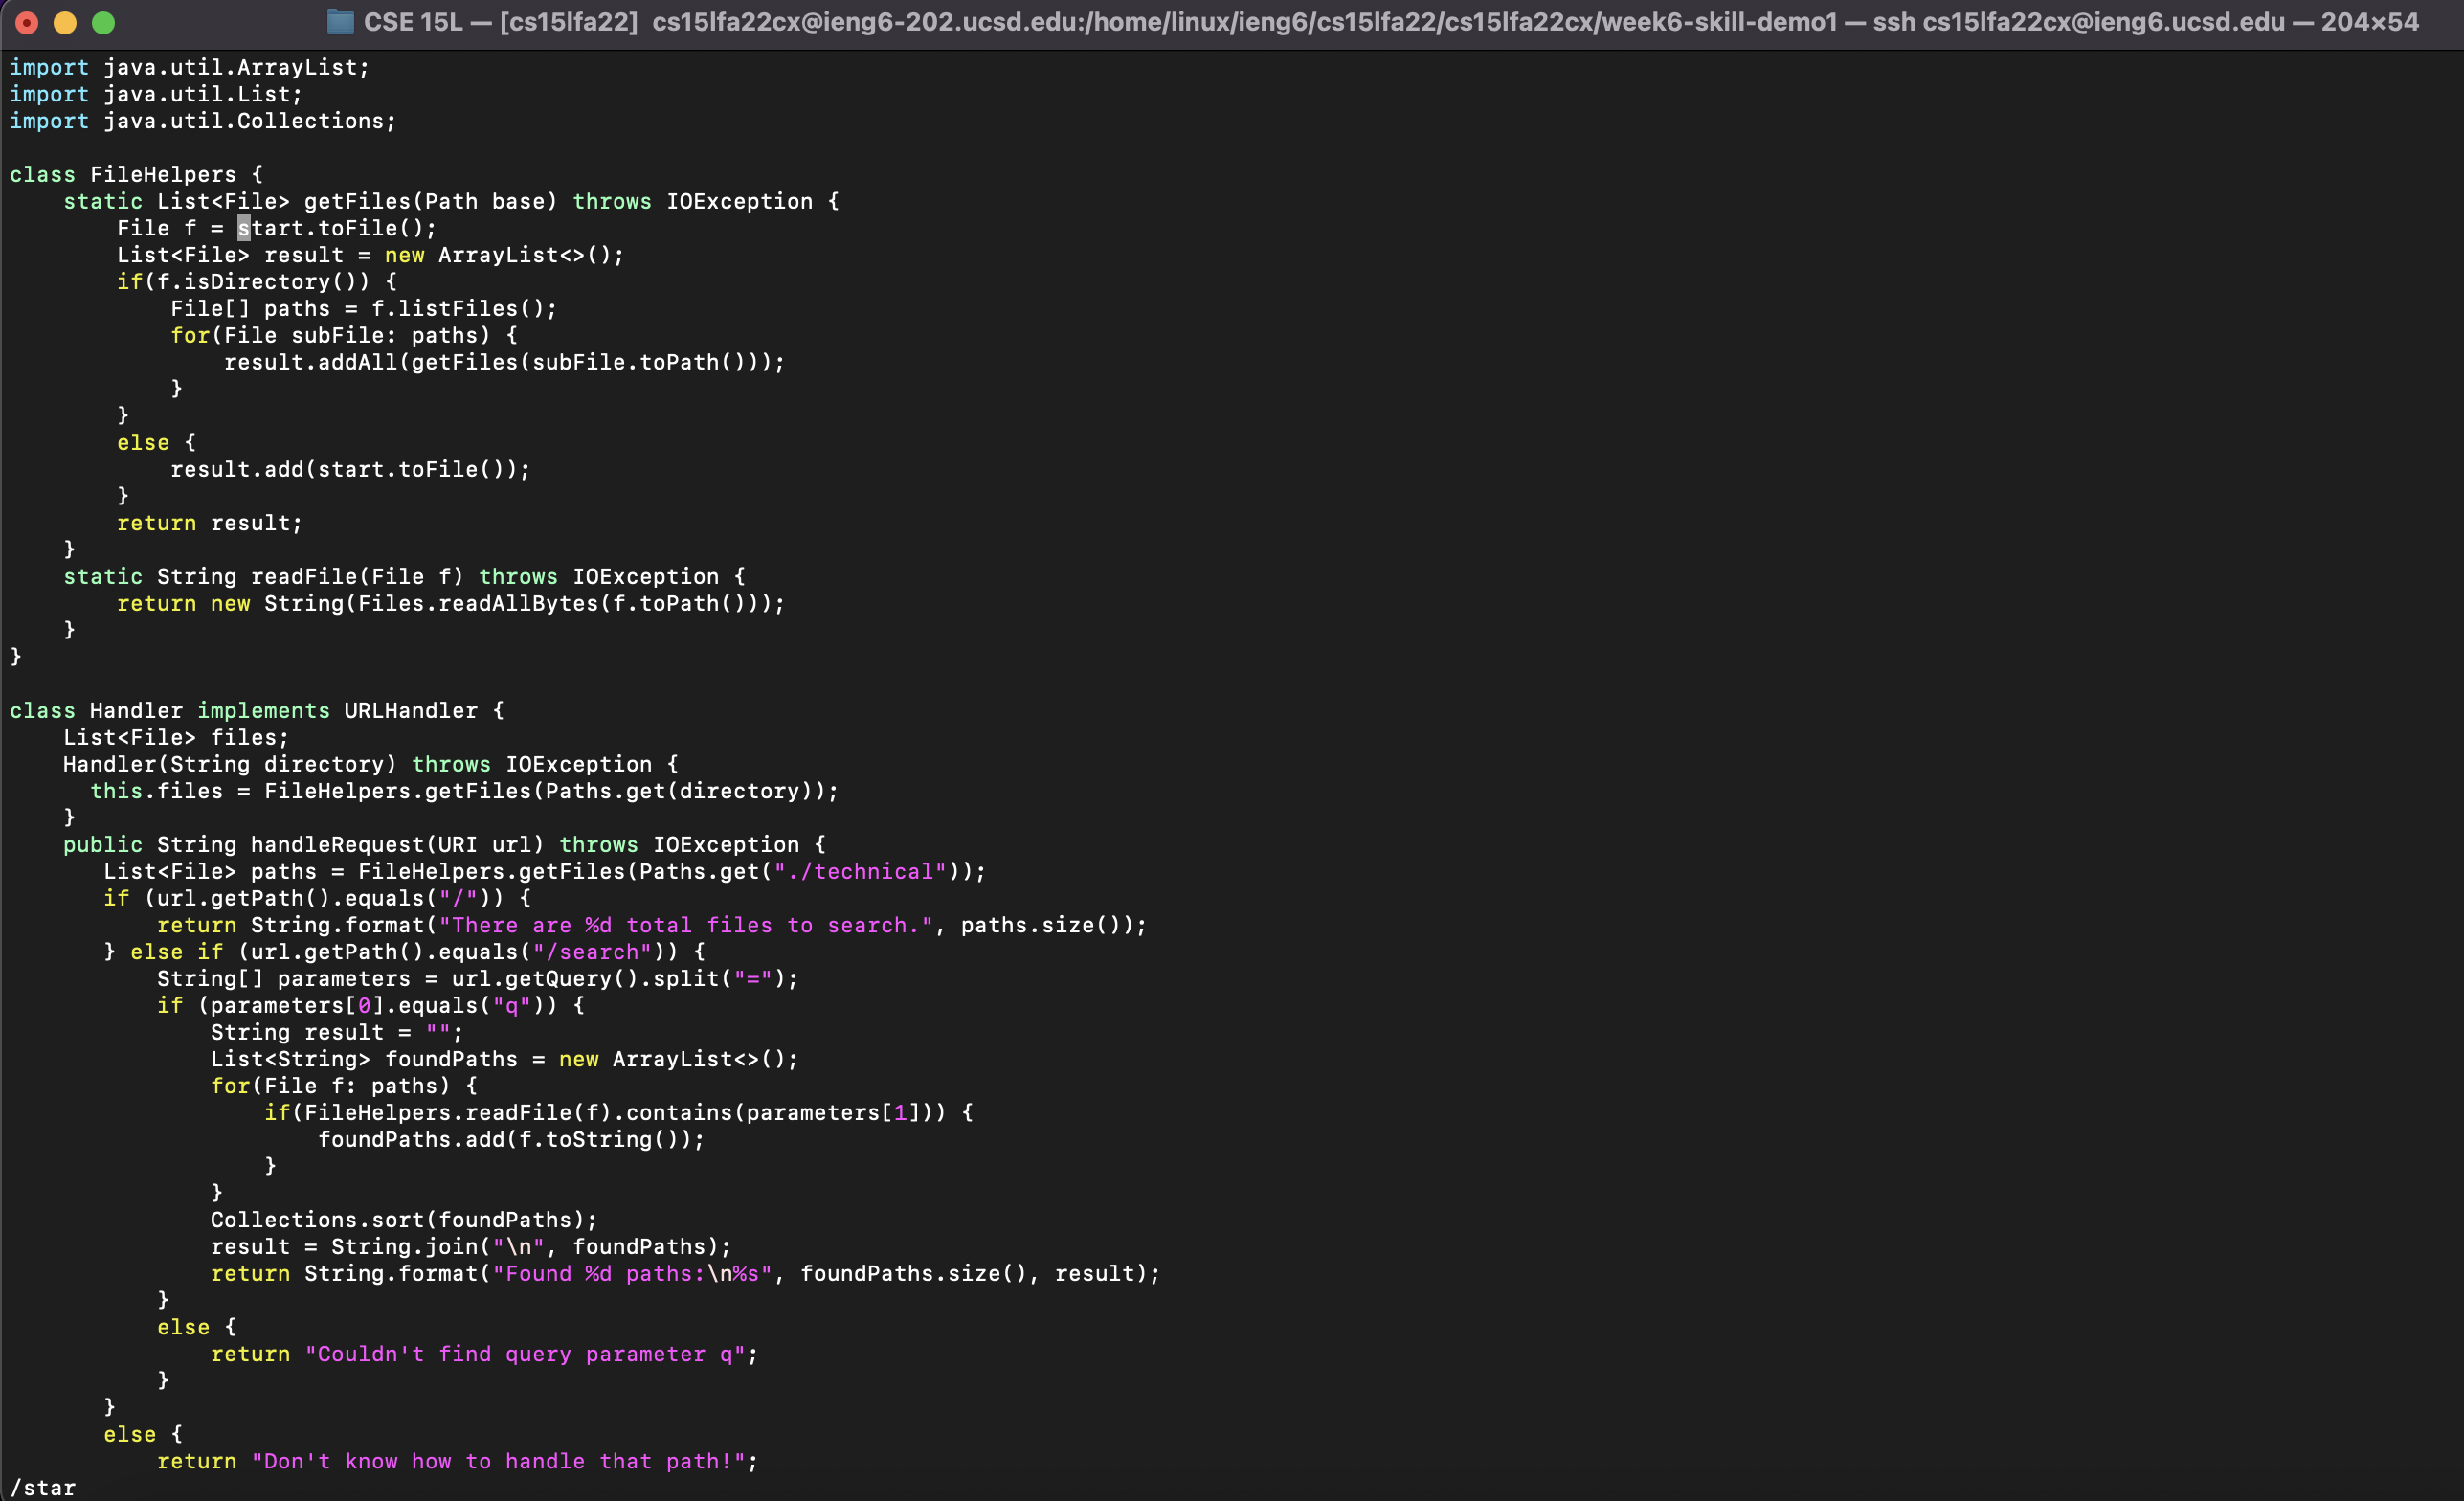 CSE 15L — [cs15lfa22]  cs15lfa22cx@ieng6-202.ucsd.edu:/home/linux/ieng6/cs15lfa22/cs15lfa22cx/week6-skill-demo1 — ssh cs15lfa22cx@ieng6.ucsd.edu — 204×54
import java.util.ArrayList;
import java.util.List;
import java.util.Collections;

class FileHelpers {
    static List<File> getFiles(Path base) throws IOException {
        File f = start.toFile();
        List<File> result = new ArrayList<>();
        if(f.isDirectory()) {
            File[] paths = f.listFiles();
            for(File subFile: paths) {
                result.addAll(getFiles(subFile.toPath()));
            }
        }
        else {
            result.add(start.toFile());
        }
        return result;
    }
    static String readFile(File f) throws IOException {
        return new String(Files.readAllBytes(f.toPath()));
    }
}

class Handler implements URLHandler {
    List<File> files;
    Handler(String directory) throws IOException {
      this.files = FileHelpers.getFiles(Paths.get(directory));
    }
    public String handleRequest(URI url) throws IOException {
       List<File> paths = FileHelpers.getFiles(Paths.get("./technical"));
       if (url.getPath().equals("/")) {
           return String.format("There are %d total files to search.", paths.size());
       } else if (url.getPath().equals("/search")) {
           String[] parameters = url.getQuery().split("=");
           if (parameters[0].equals("q")) {
               String result = "";
               List<String> foundPaths = new ArrayList<>();
               for(File f: paths) {
                   if(FileHelpers.readFile(f).contains(parameters[1])) {
                       foundPaths.add(f.toString());
                   }
               }
               Collections.sort(foundPaths);
               result = String.join("\n", foundPaths);
               return String.format("Found %d paths:\n%s", foundPaths.size(), result);
           }
           else {
               return "Couldn't find query parameter q";
           }
       }
       else {
           return "Don't know how to handle that path!";
/star